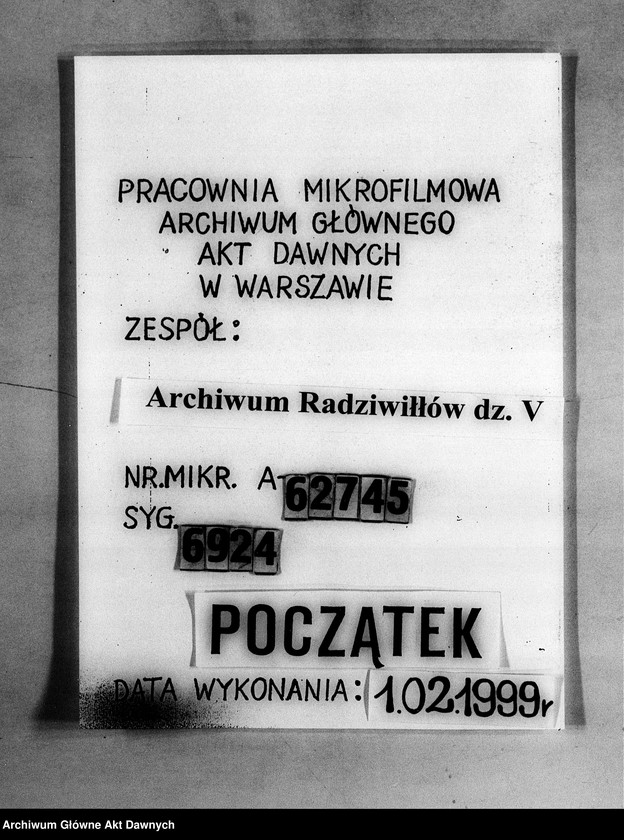 PRACOWNIA MIKROFILMOWA
ARCHIWUM GŁÓWNEGO
AKT DAWNYCH
W WARSZAWIE
ZESPÓŁ:
Archiwum Radziwiłłów dz. V
NR.MIKR. A-62745
SYG. 6924
POCZĄTEK
DATA WYKONANIA: 1.02.1999r
Archiwum Główne Akt Dawnych